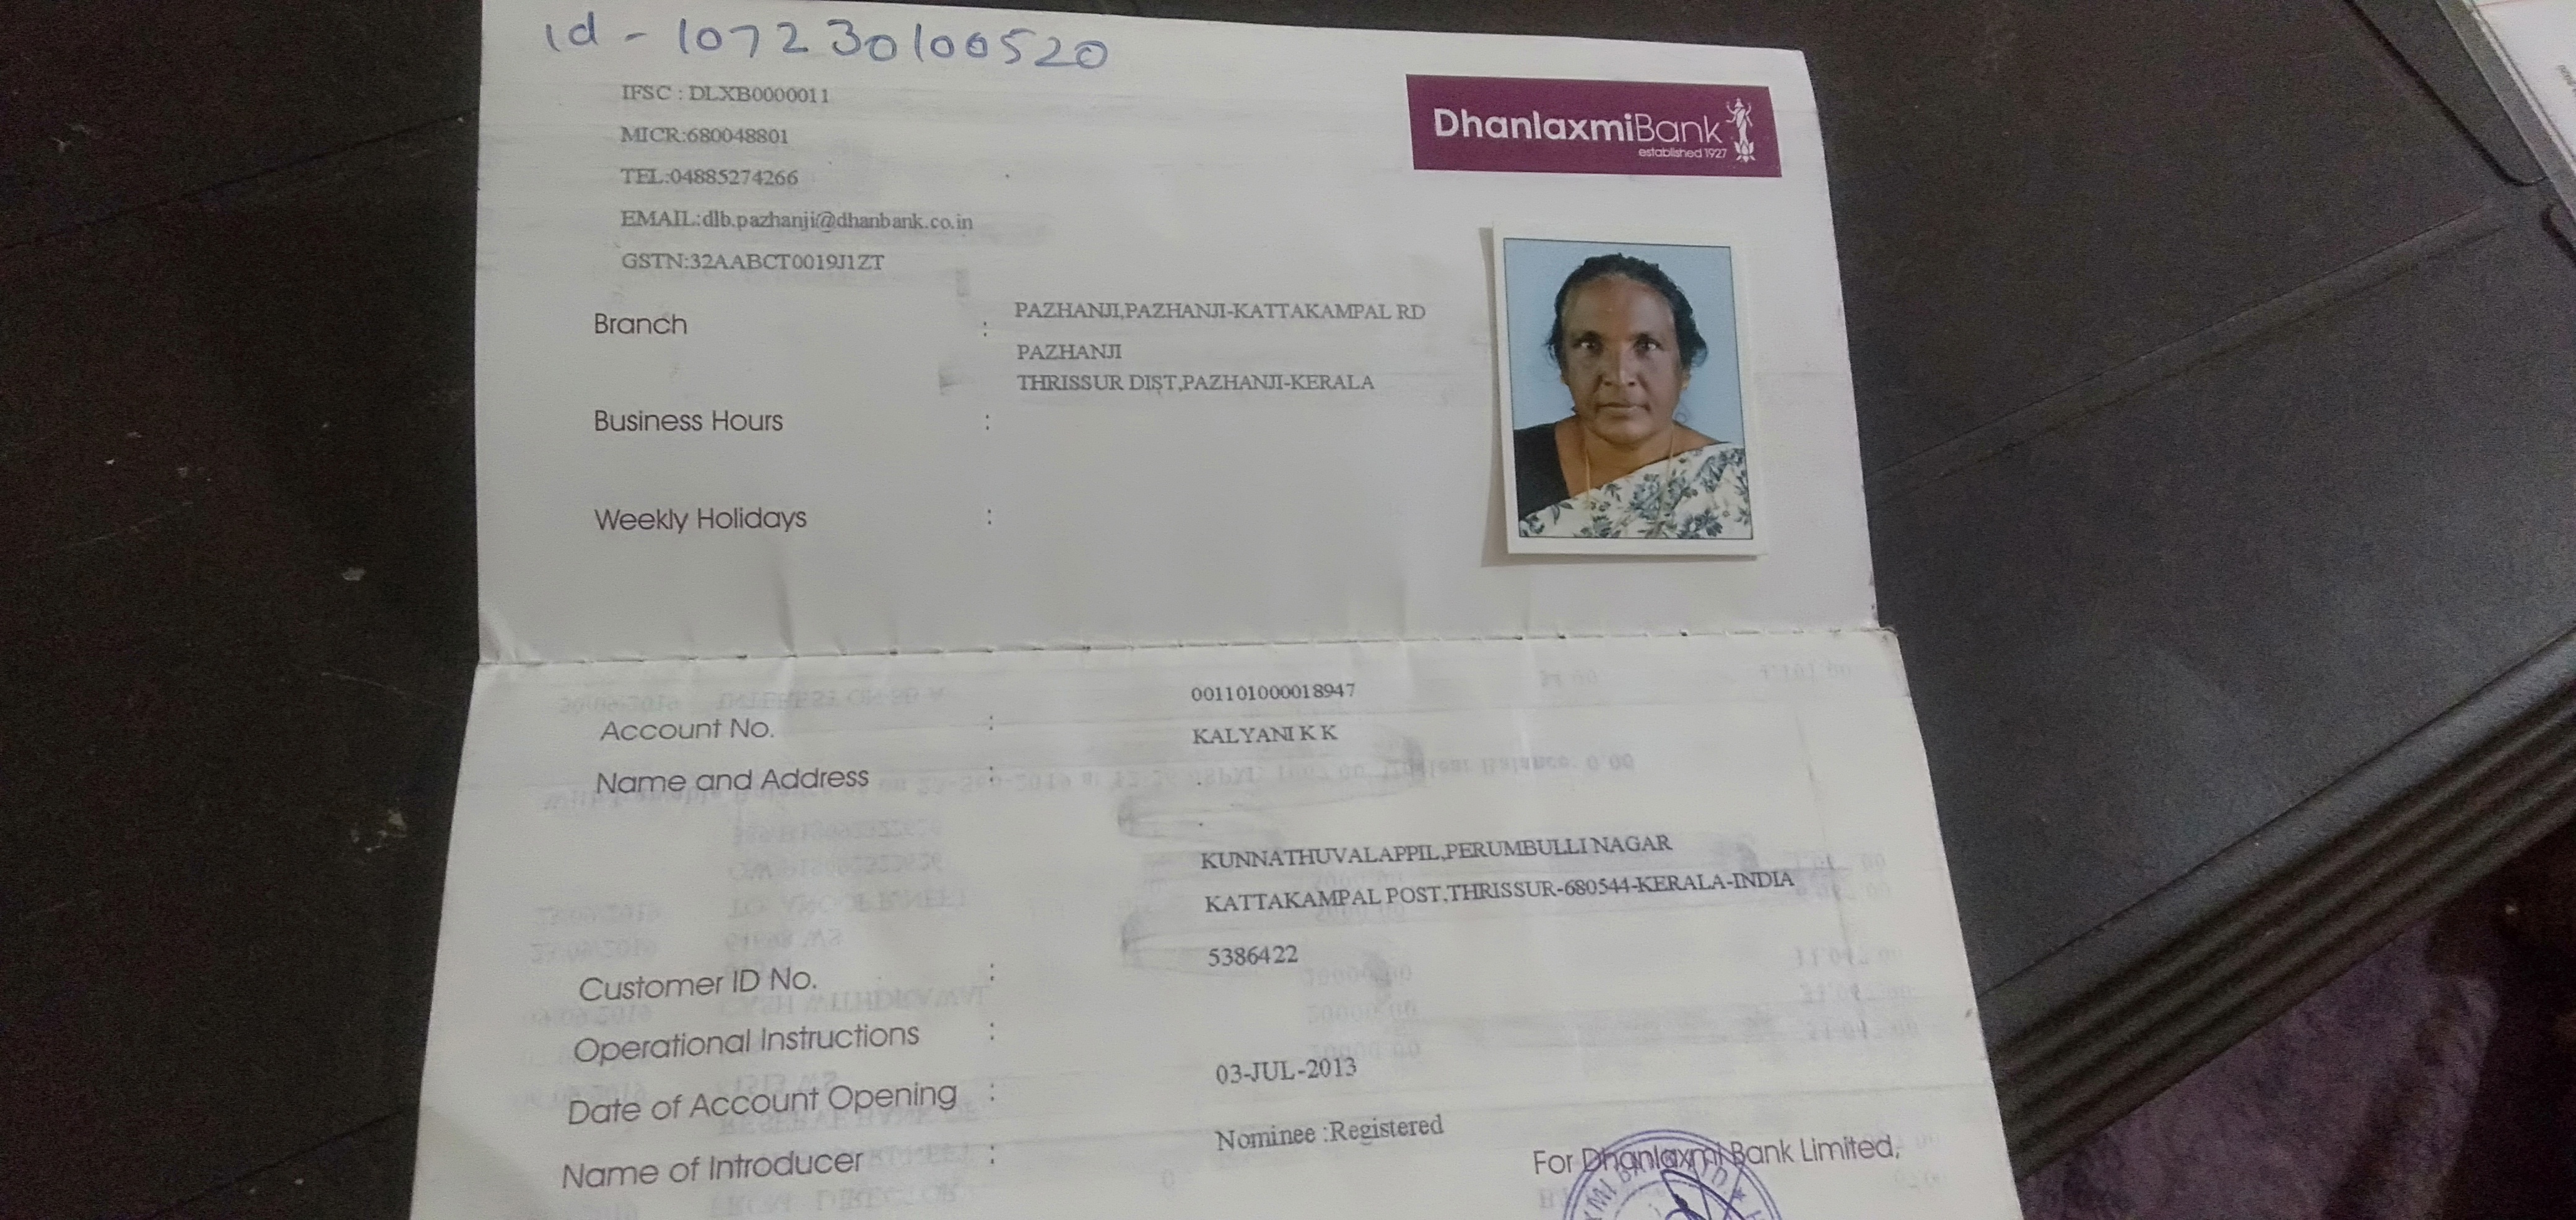 id - 107230100520
IFSC : DLXB0000011
MICR:680048801
TEL:04885274266
EMAIL:dlb.pazhanji@dhanbank.co.in
GSTN:32AABCT0019J1ZT
DhanlaxmiBank
established 1927
Branch : PAZHANJI,PAZHANJI-KATTAKAMPAL RD
PAZHANJI
THRISSUR DIST,PAZHANJI-KERALA
Business Hours :
Weekly Holidays :
001101000018947
Account No. :
KALYANI K K
Name and Address :
.
.
KUNNATHUVALAPPIL,PERUMBULLI NAGAR
KATTAKAMPAL POST,THRISSUR-680544-KERALA-INDIA
5386422
Customer ID No. :
Operational Instructions :
03-JUL-2013
Date of Account Opening :
Nominee :Registered
Name of Introducer :
For Dhanlaxmi Bank Limited,